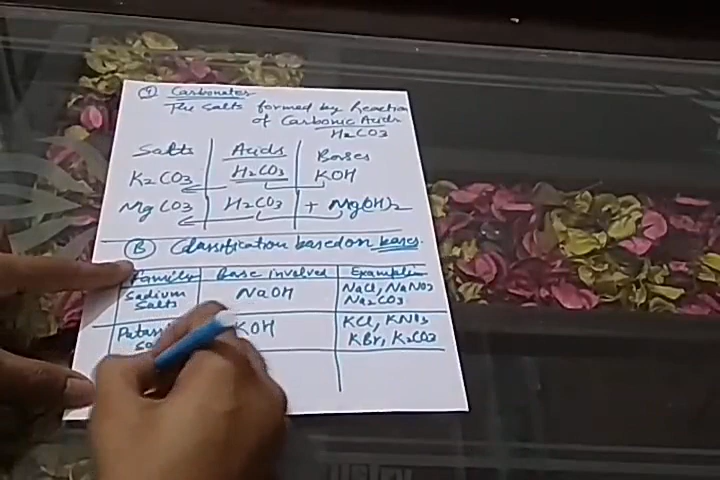 ④ Carbonates
The salts formed by Reaction
of Carbonic Acids
H2CO3
Salts Acids Bases
K2CO3 H2CO3 KOH
MgCO3 H2CO3 + Mg(OH)2
Ⓑ Classification based on bases.
Family Base involved Examples
Sodium Salts NaOH NaCl, NaNO3
Na2CO3
KOH KCl, KNO3
KBr, K2CO3